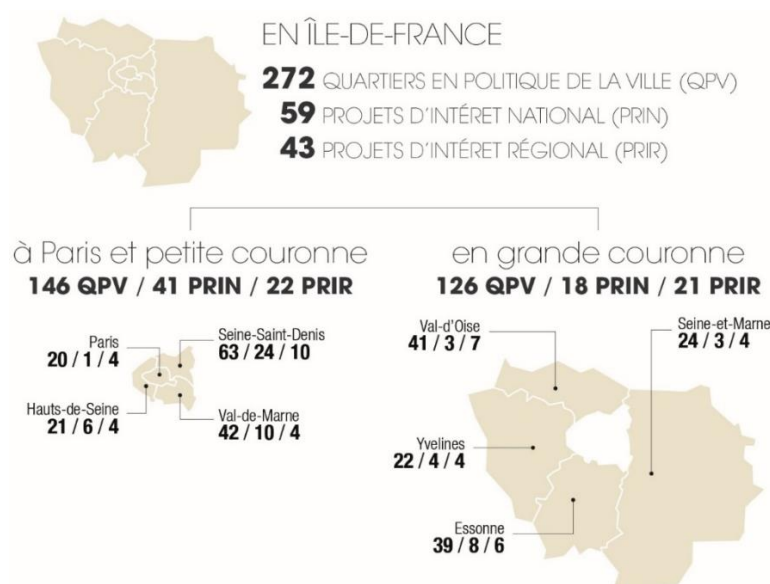 EN ÎLE-DE-FRANCE
272 QUARTIERS EN POLITIQUE DE LA VILLE (QPV)
59 PROJETS D'INTÉRET NATIONAL (PRIN)
43 PROJETS D'INTÉRET RÉGIONAL (PRIR)
à Paris et petite couronne
146 QPV / 41 PRIN / 22 PRIR
Paris
20 / 1 / 4
Seine-Saint-Denis
63 / 24 / 10
Hauts-de-Seine
21 / 6 / 4
Val-de-Marne
42 / 10 / 4
en grande couronne
126 QPV / 18 PRIN / 21 PRIR
Val-d'Oise
41 / 3 / 7
Seine-et-Marne
24 / 3 / 4
Yvelines
22 / 4 / 4
Essonne
39 / 8 / 6